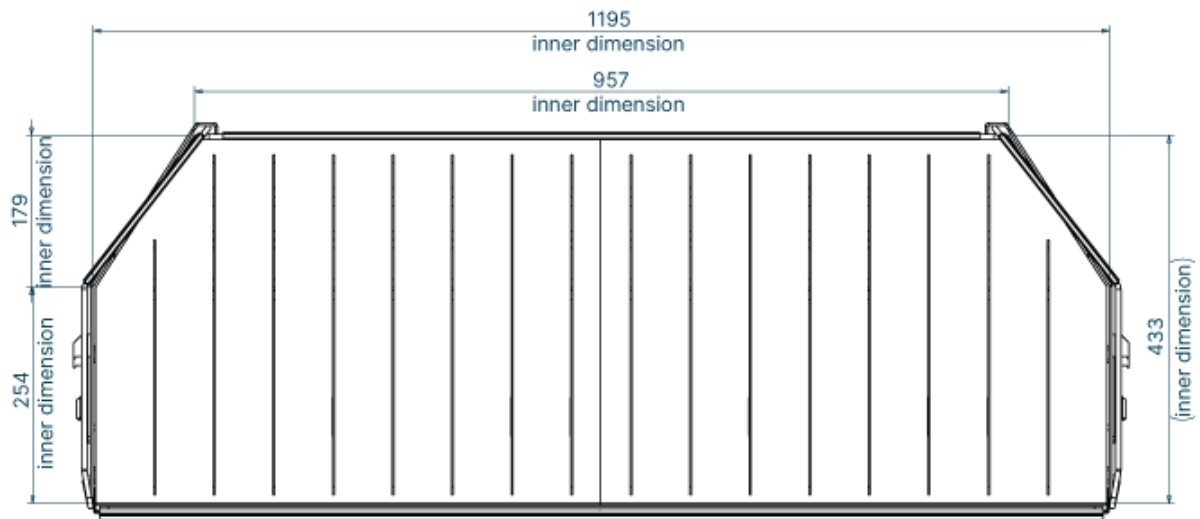 1195
inner dimension
957
inner dimension
179
inner dimension
254
inner dimension
433
(inner dimension)